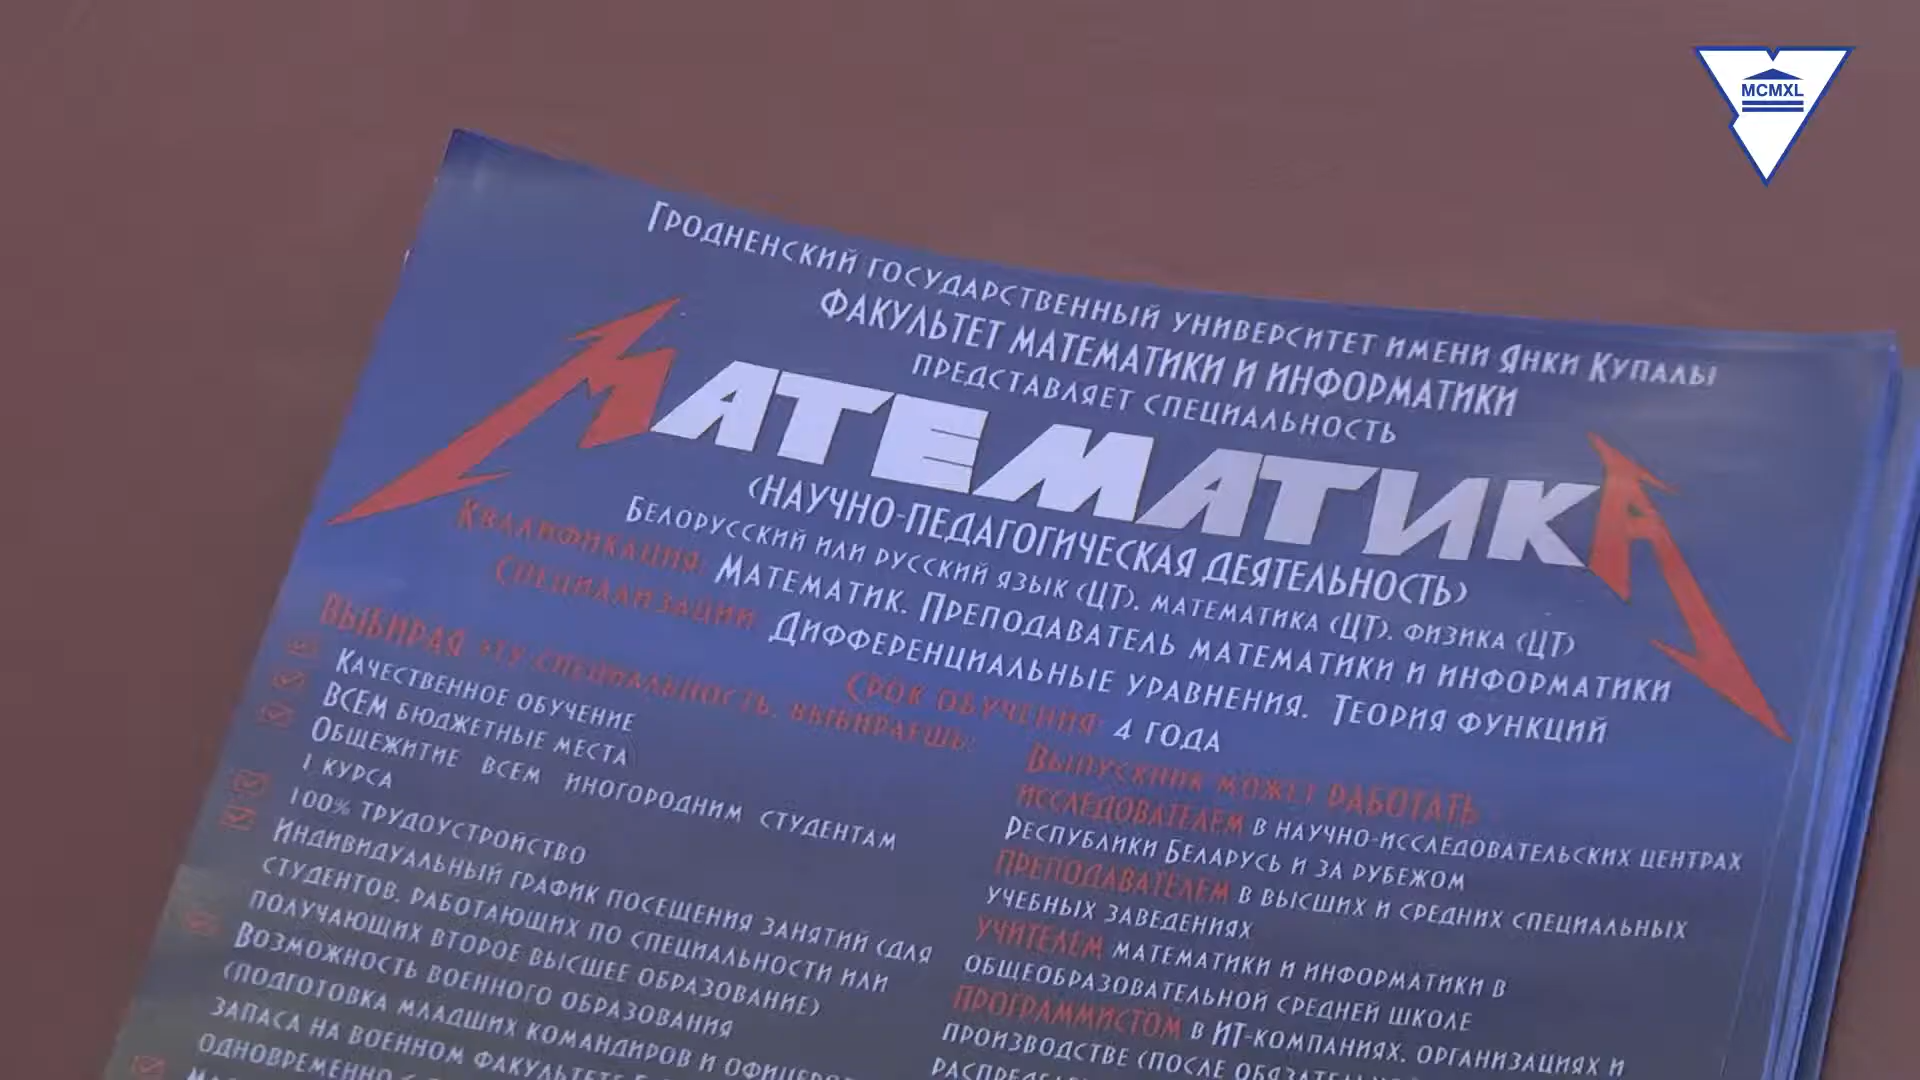 MCMXL
Гродненский государственный университет имени Янки Купалы
ФАКУЛЬТЕТ МАТЕМАТИКИ И ИНФОРМАТИКИ
ПРЕДСТАВЛЯЕТ СПЕЦИАЛЬНОСТЬ
МАТЕМАТИКА
(НАУЧНО-ПЕДАГОГИЧЕСКАЯ ДЕЯТЕЛЬНОСТЬ)
Белорусский или русский язык (ЦТ). математика (ЦТ). физика (ЦТ)
Квалификация: Математик. Преподаватель математики и информатики
Специализации: Дифференциальные уравнения. Теория функций
Срок обучения: 4 года
Выбирая эту специальность, выбираешь:
Качественное обучение
ВСЕМ бюджетные места
Общежитие всем иногородним студентам
1 курса
100% трудоустройство
Индивидуальный график посещения занятий (для
студентов, работающих по специальности или
получающих второе высшее образование)
Возможность военного образования
(подготовка младших командиров и офицеров
запаса на военном факультете
одновременно с
Выпускник может работать
исследователем в научно-исследовательских центрах
Республики Беларусь и за рубежом
преподавателем в высших и средних специальных
учебных заведениях
учителем математики и информатики в
общеобразовательной средней школе
программистом в ИТ-компаниях, организациях и
производстве (после